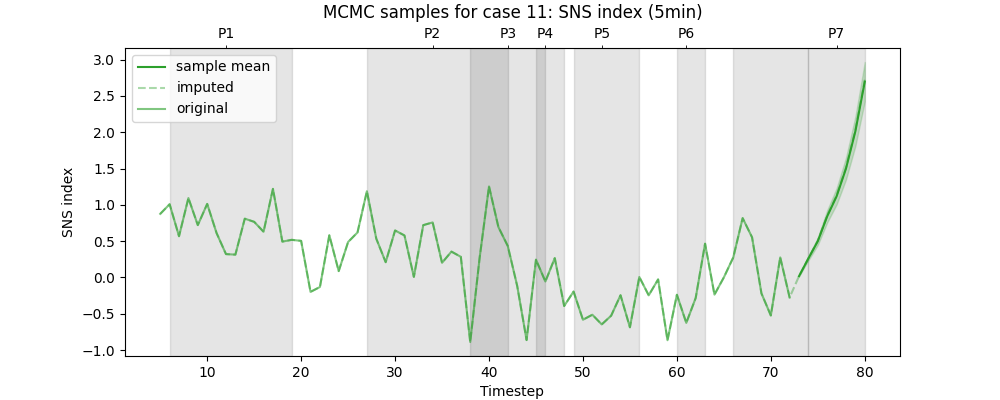 MCMC samples for case 11: SNS index (5min)
P1 P2 P3 P4 P5 P6 P7
sample mean
imputed
original
3.0
2.5
2.0
1.5
1.0
0.5
0.0
−0.5
−1.0
SNS index
10 20 30 40 50 60 70 80
Timestep